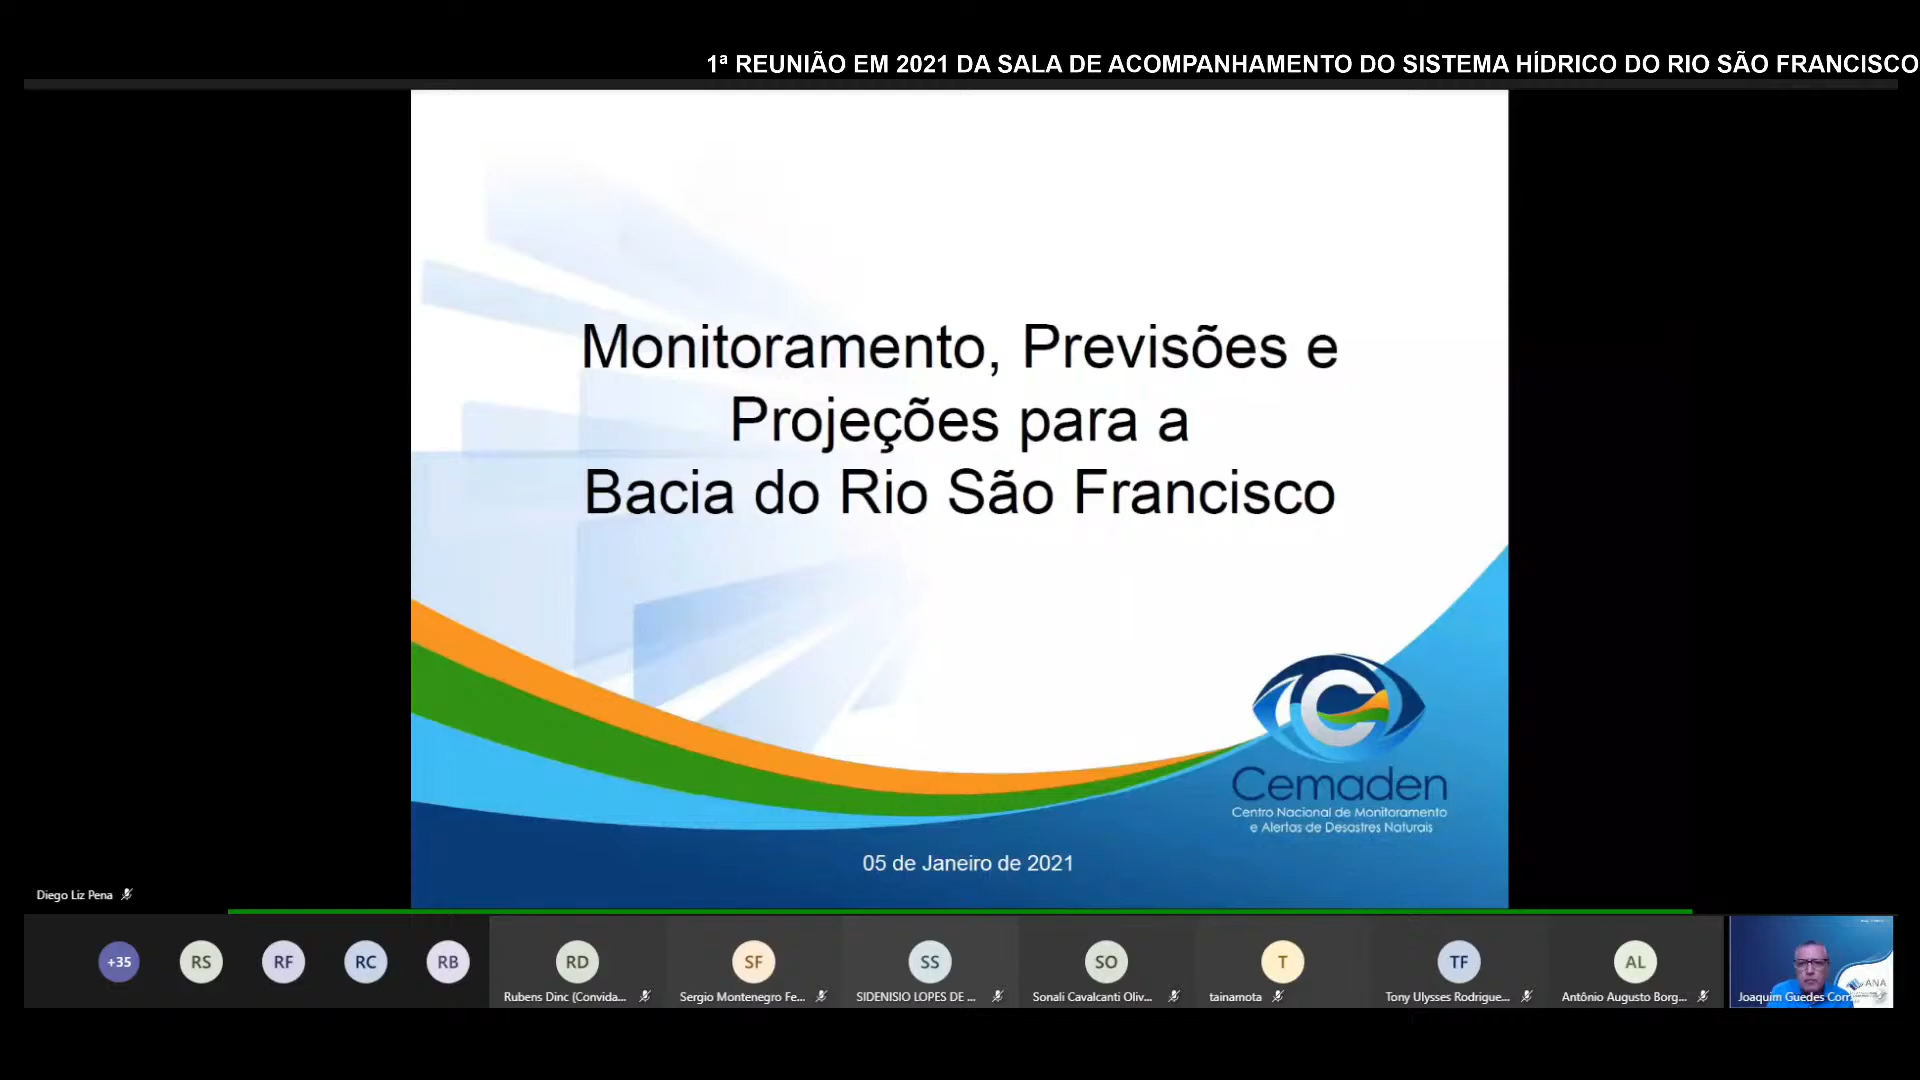 1ª REUNIÃO EM 2021 DA SALA DE ACOMPANHAMENTO DO SISTEMA HÍDRICO DO RIO SÃO FRANCISCO
Monitoramento, Previsões e
Projeções para a
Bacia do Rio São Francisco
Cemaden
Centro Nacional de Monitoramento
e Alertas de Desastres Naturais
05 de Janeiro de 2021
Diego Liz Pena
+35
RS
RF
RC
RB
RD
SF
SS
SO
T
TF
AL
ANA
Rubens Dinc (Convida...
Sergio Montenegro Fe...
SIDENISIO LOPES DE ...
Sonali Cavalcanti Oliv...
tainamota
Tony Ulysses Rodrigue...
Antônio Augusto Borg...
Joaquim Guedes Corr